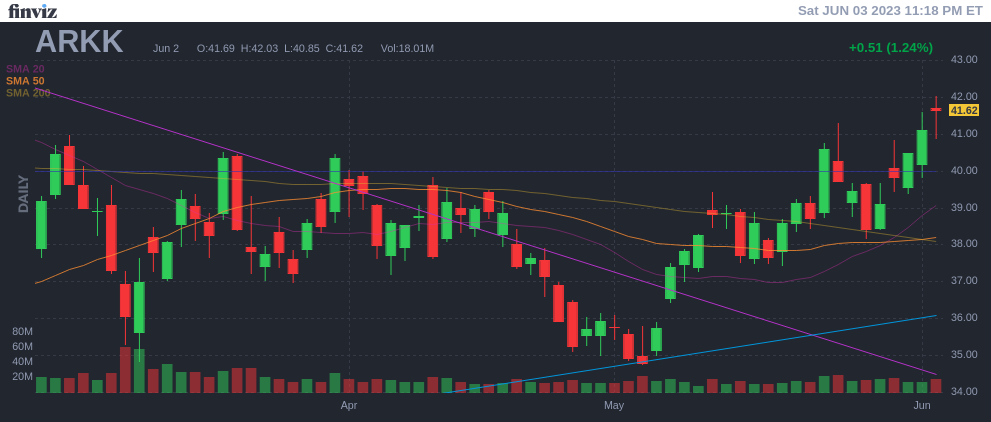 finviz Sat JUN 03 2023 11:18 PM ET
ARKK Jun 2 O:41.69 H:42.03 L:40.85 C:41.62 Vol:18.01M +0.51 (1.24%)
SMA 20
SMA 50
SMA 200
DAILY
43.00
42.00
41.62
41.00
40.00
39.00
38.00
37.00
36.00
35.00
34.00
80M
60M
40M
20M
Apr May Jun